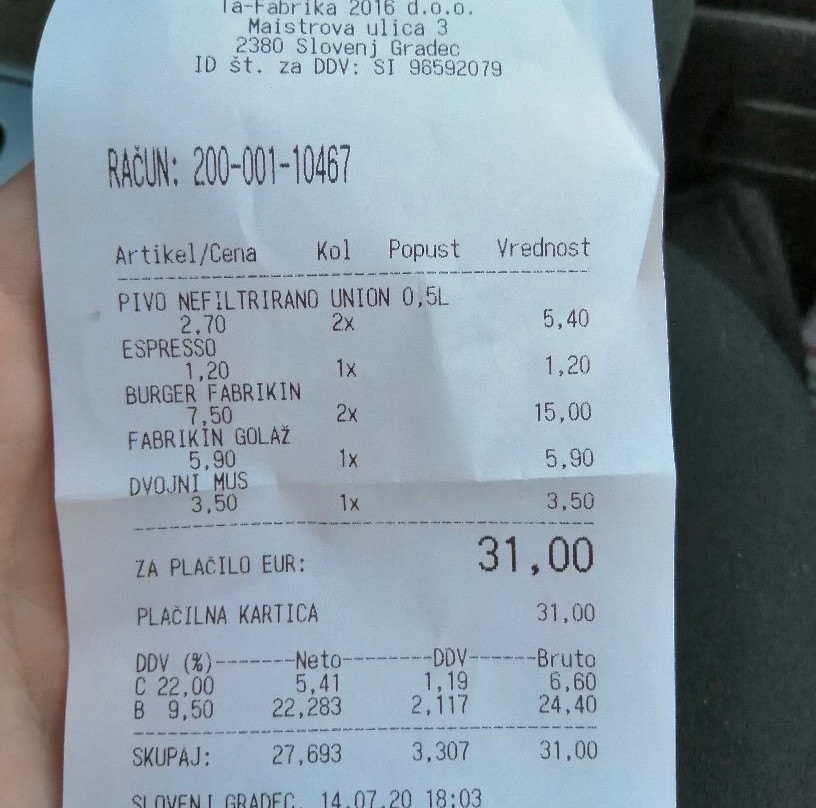 Ta-Fabrika 2016 d.o.o.
Maistrova ulica 3
2380 Slovenj Gradec
ID št. za DDV: SI 96592079
RAČUN: 200-001-10467
Artikel/Cena Kol Popust Vrednost
PIVO NEFILTRIRANO UNION 0,5L
2,70 2x 5,40
ESPRESSO
1,20 1x 1,20
BURGER FABRIKIN
7,50 2x 15,00
FABRIKIN GOLAŽ
5,90 1x 5,90
DVOJNI MUS
3,50 1x 3,50
ZA PLAČILO EUR: 31,00
PLAČILNA KARTICA 31,00
DDV (%)-------Neto--------DDV------Bruto
C 22,00 5,41 1,19 6,60
B 9,50 22,283 2,117 24,40
SKUPAJ: 27,693 3,307 31,00
SLOVENJ GRADEC, 14.07.20 18:03